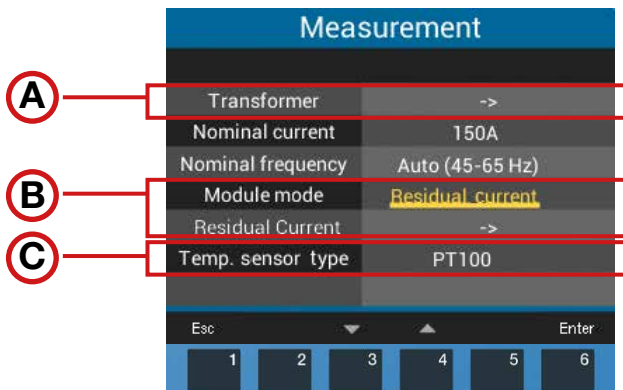 Measurement
A
Transformer ->
Nominal current 150A
Nominal frequency Auto (45-65 Hz)
B
Module mode Residual current
Residual Current ->
C
Temp. sensor type PT100
Esc Enter
1 2 3 4 5 6